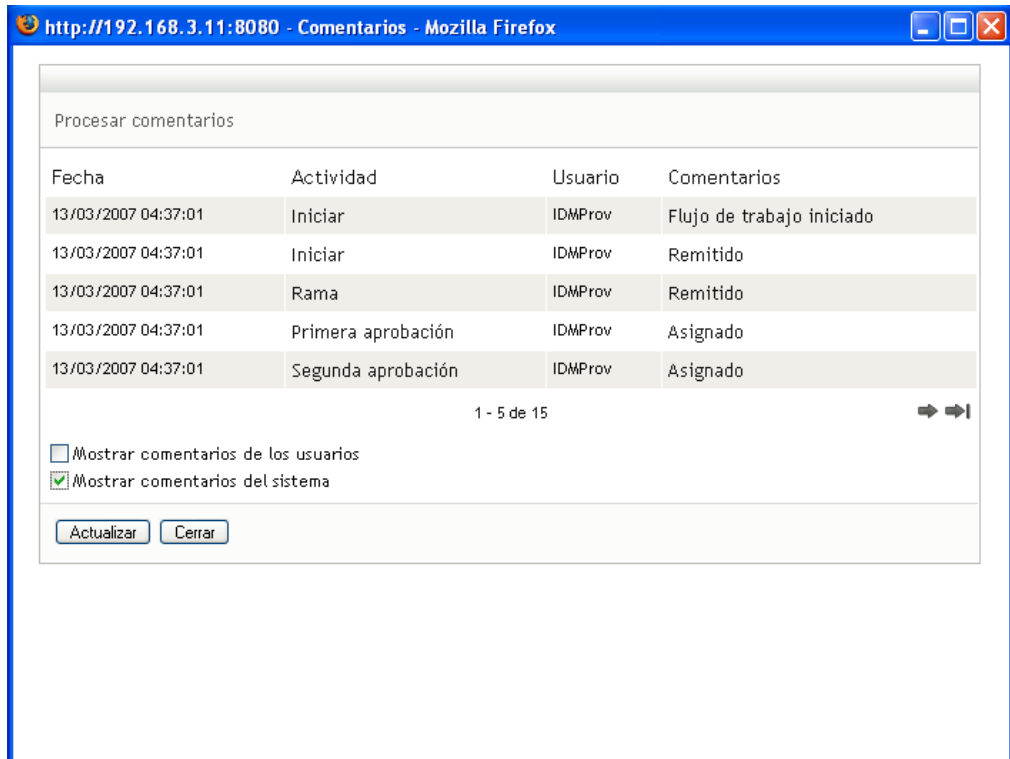 http://192.168.3.11:8080 - Comentarios - Mozilla Firefox
Procesar comentarios
Fecha Actividad Usuario Comentarios
13/03/2007 04:37:01 Iniciar IDMProv Flujo de trabajo iniciado
13/03/2007 04:37:01 Iniciar IDMProv Remitido
13/03/2007 04:37:01 Rama IDMProv Remitido
13/03/2007 04:37:01 Primera aprobación IDMProv Asignado
13/03/2007 04:37:01 Segunda aprobación IDMProv Asignado
1 - 5 de 15
Mostrar comentarios de los usuarios
Mostrar comentarios del sistema
Actualizar Cerrar